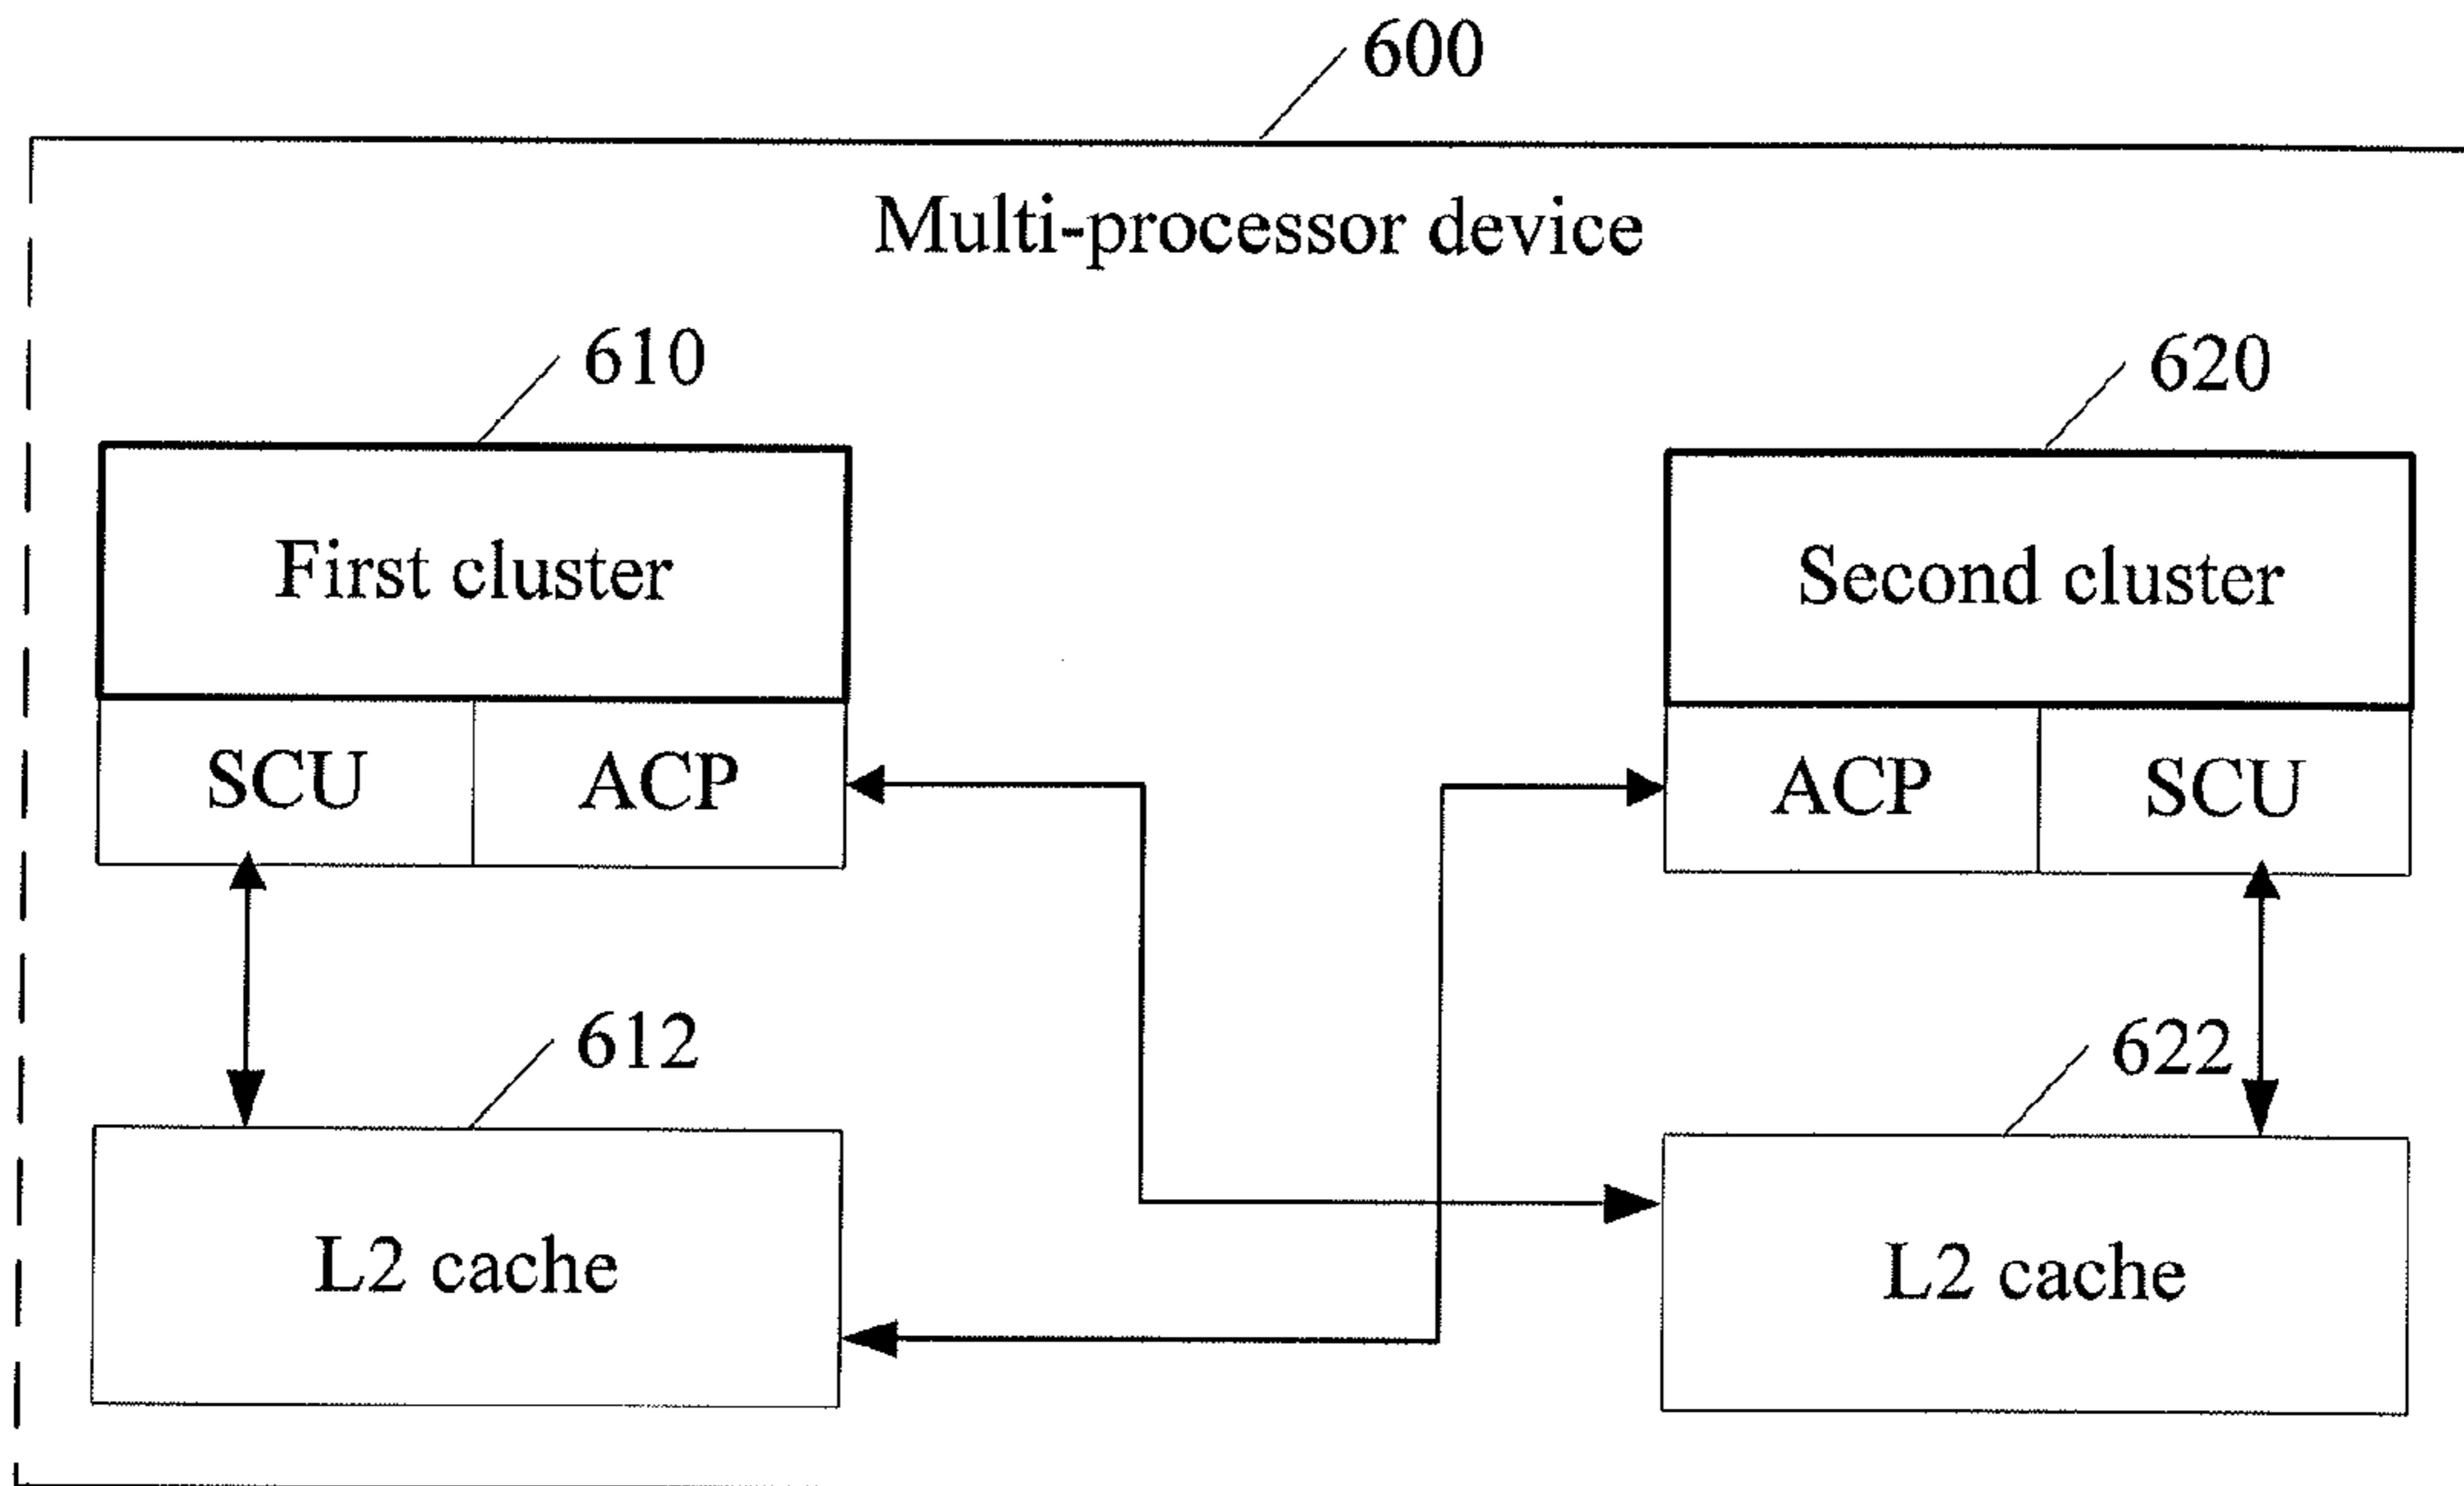 600
Multi-processor device
610
620
First cluster
Second cluster
SCU
ACP
ACP
SCU
612
622
L2 cache
L2 cache